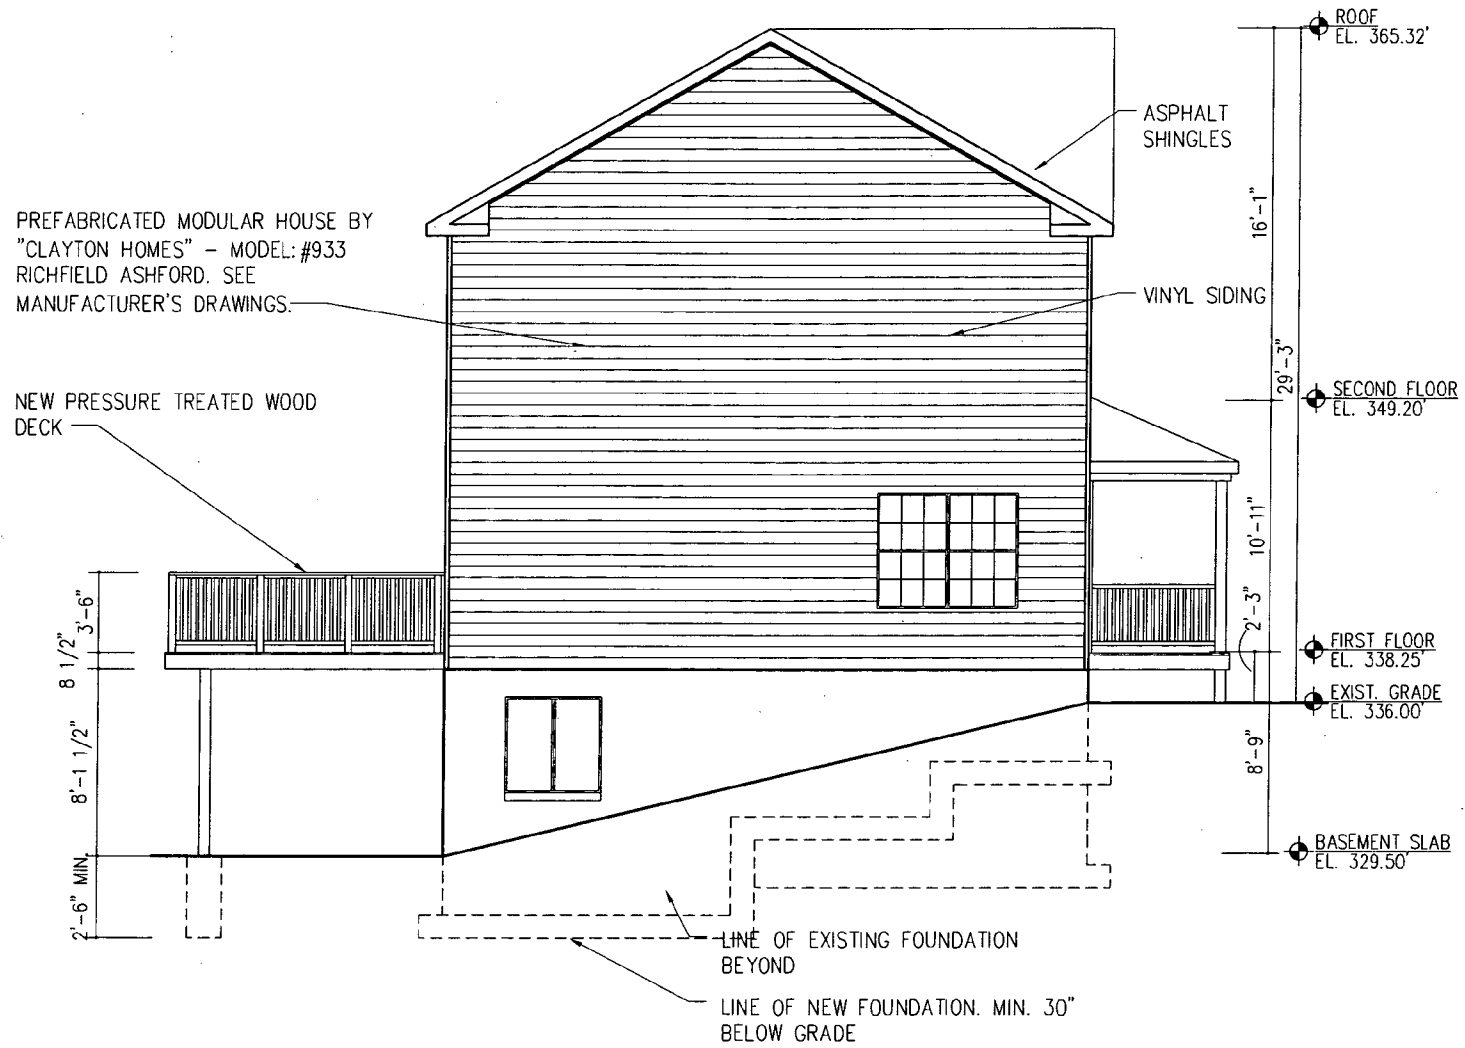 ROOF
EL. 365.32'
ASPHALT
SHINGLES
16'-1"
PREFABRICATED MODULAR HOUSE BY
"CLAYTON HOMES" - MODEL: #933
RICHFIELD ASHFORD. SEE
MANUFACTURER'S DRAWINGS.
VINYL SIDING
29'-3"
SECOND FLOOR
EL. 349.20'
NEW PRESSURE TREATED WOOD
DECK
10'-11"
3'-6"
2'-3"
FIRST FLOOR
EL. 338.25'
8 1/2"
EXIST. GRADE
EL. 336.00'
8'-1 1/2"
8'-9"
BASEMENT SLAB
EL. 329.50'
2'-6" MIN.
LINE OF EXISTING FOUNDATION
BEYOND
LINE OF NEW FOUNDATION. MIN. 30"
BELOW GRADE